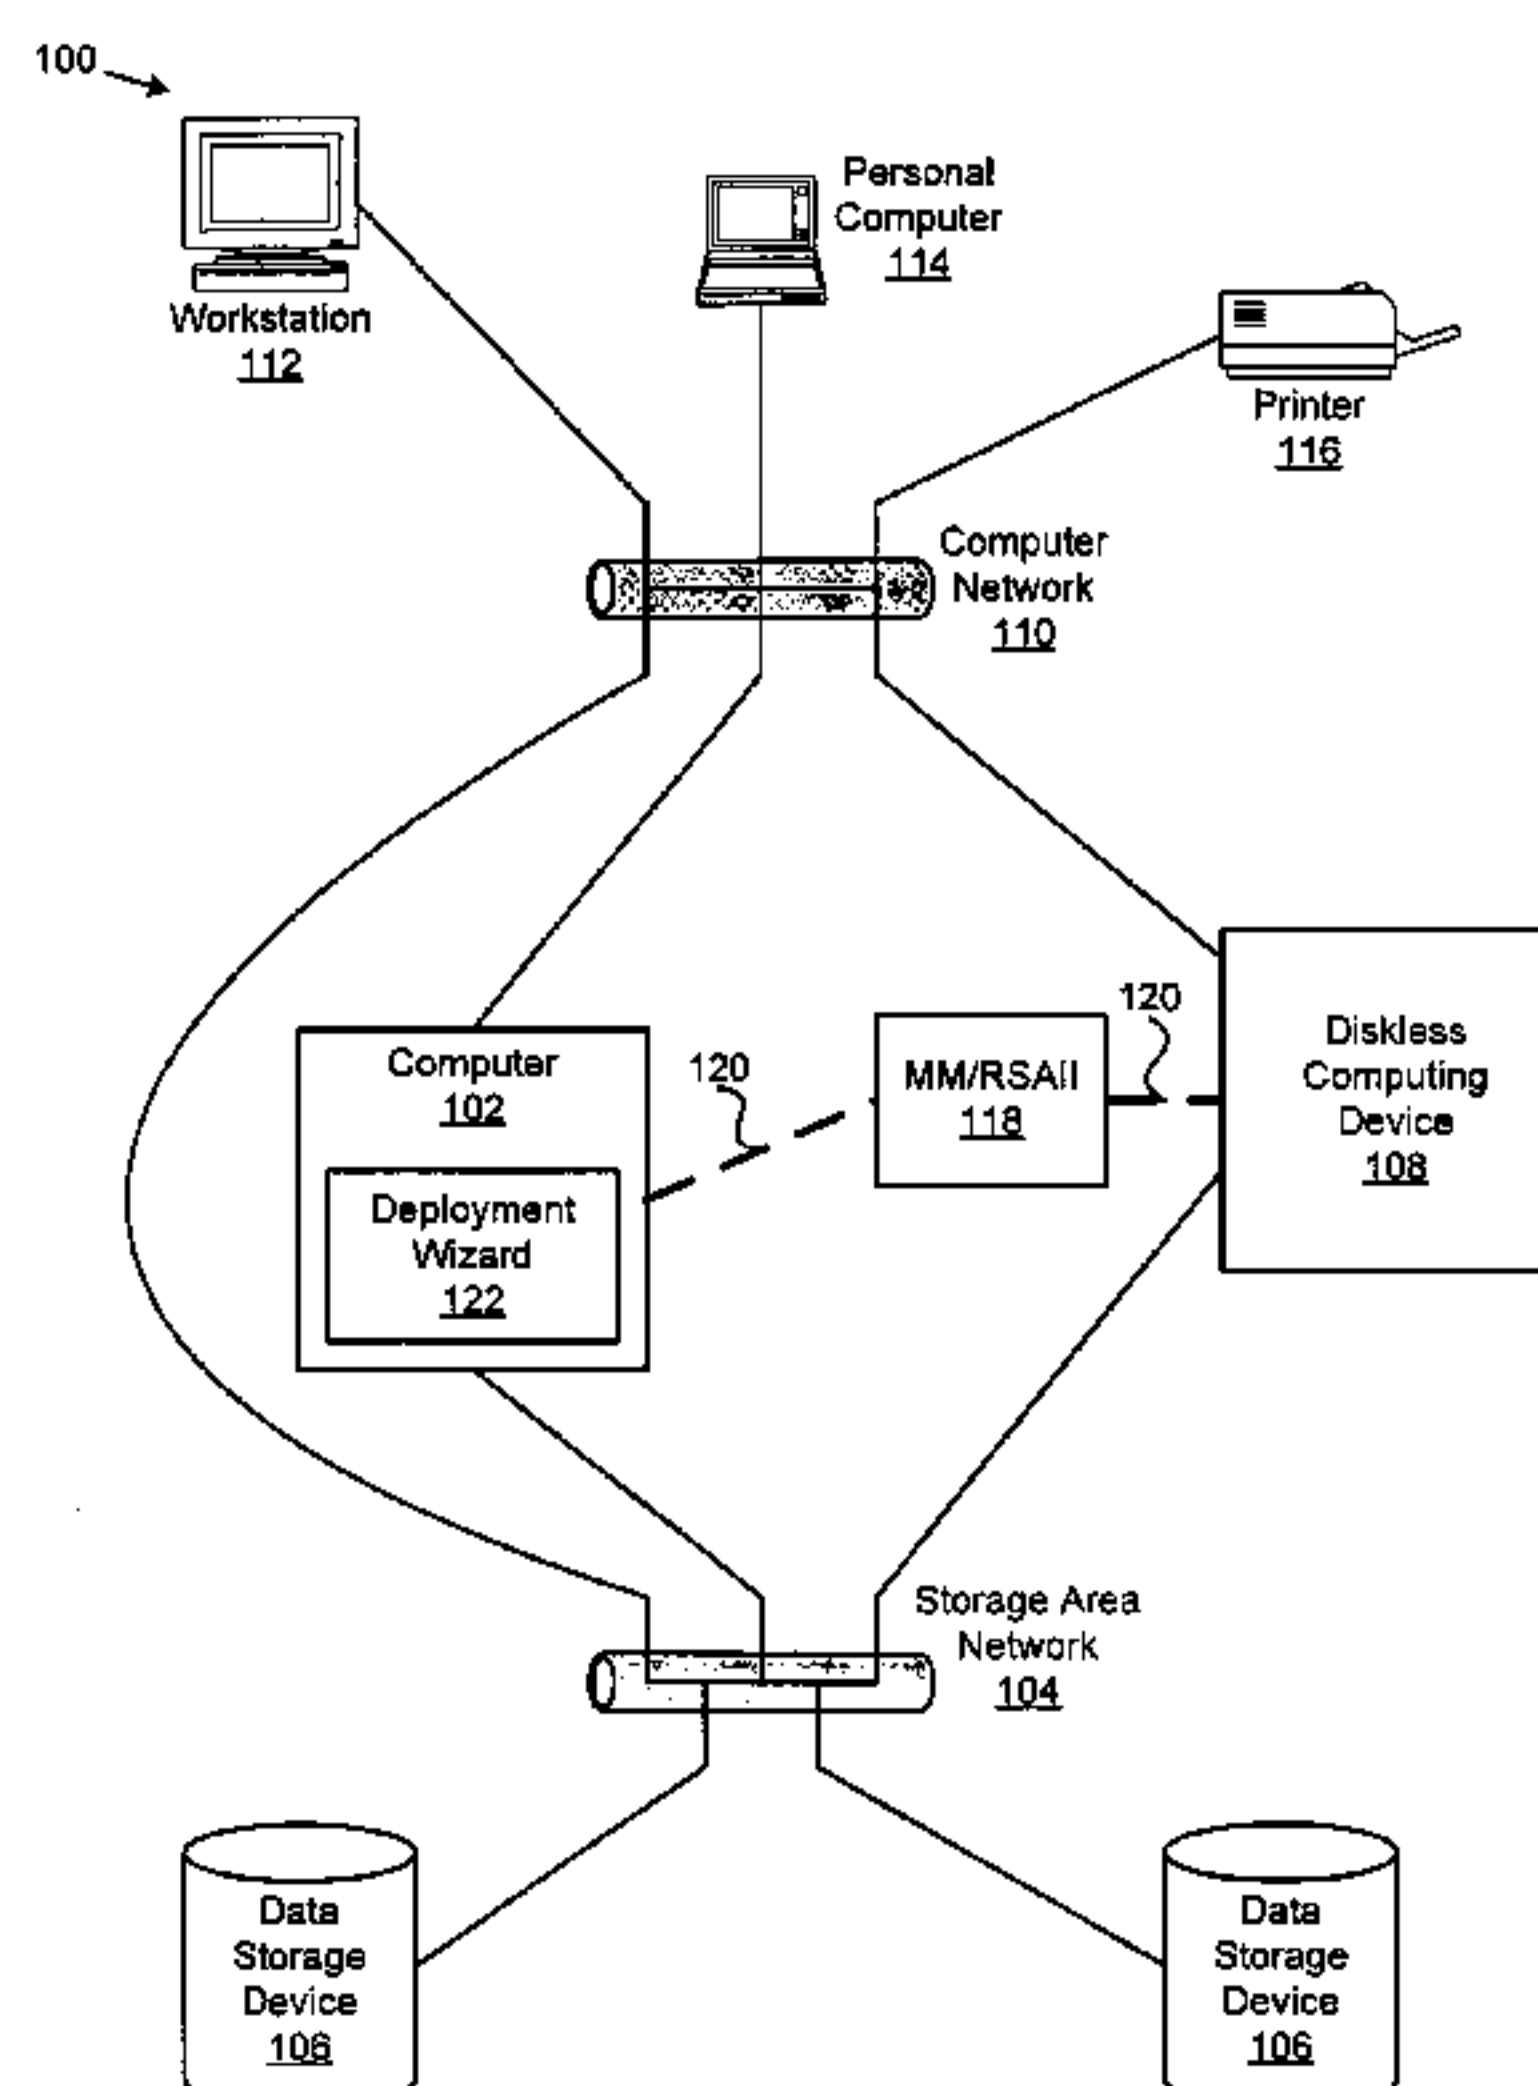 100
Workstation
112
Personal
Computer
114
Printer
116
Computer
Network
110
Computer
102
Deployment
Wizard
122
120
MM/RSAII
118
120
Diskless
Computing
Device
108
Storage Area
Network
104
Data
Storage
Device
106
Data
Storage
Device
106